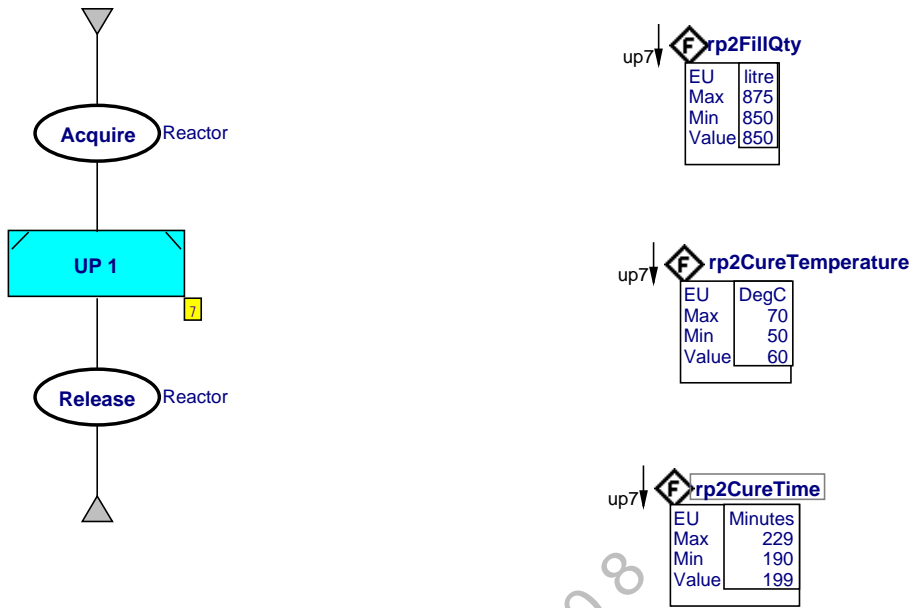 Acquire
Reactor
UP 1
7
Release
Reactor
up7
F
rp2FillQty
EU litre
Max 875
Min 850
Value 850
up7
F
rp2CureTemperature
EU DegC
Max 70
Min 50
Value 60
up7
F
rp2CureTime
EU Minutes
Max 229
Min 190
Value 199